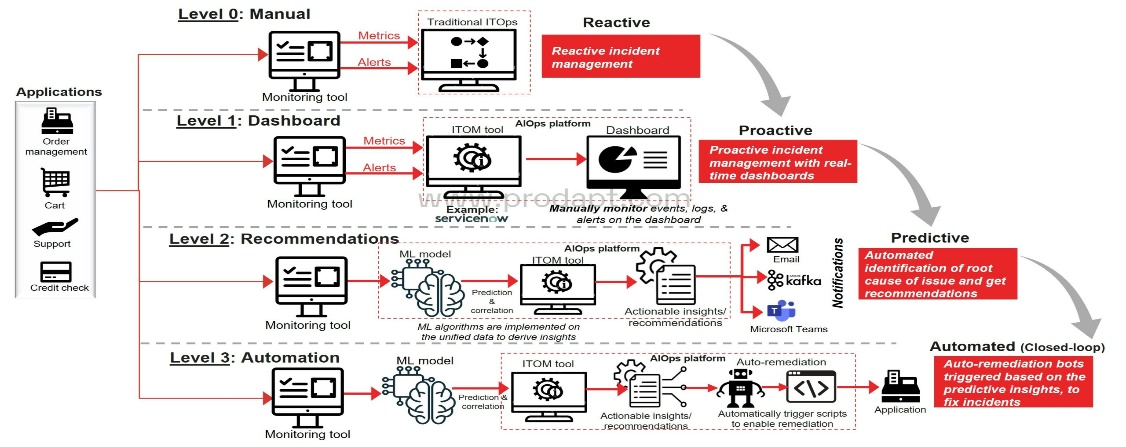 Level 0: Manual
Reactive
Traditional ITOps
Metrics
Alerts
Monitoring tool
Reactive incident
management
Applications
Order
management
Cart
Support
Credit check
Level 1: Dashboard
Proactive
AIOps platform
ITOM tool
Dashboard
Metrics
Alerts
Monitoring tool
Example:
servicenow
Manually monitor events, logs, &
alerts on the dashboard
Proactive incident
management with real-
time dashboards
www.prodapt.com
Level 2: Recommendations
Predictive
AIOps platform
ML model
ITOM tool
Prediction
&
correlation
Monitoring tool
Actionable insights/
recommendations
ML algorithms are implemented on
the unified data to derive insights
Email
kafka
Microsoft Teams
Notifications
Automated
identification of root
cause of issue and get
recommendations
Level 3: Automation
Automated (Closed-loop)
AIOps platform
ML model
ITOM tool
Auto-remediation
Prediction &
correlation
Monitoring tool
Actionable insights/
recommendations
Automatically trigger scripts
to enable remediation
Application
Auto-remediation bots
triggered based on the
predictive insights, to
fix incidents